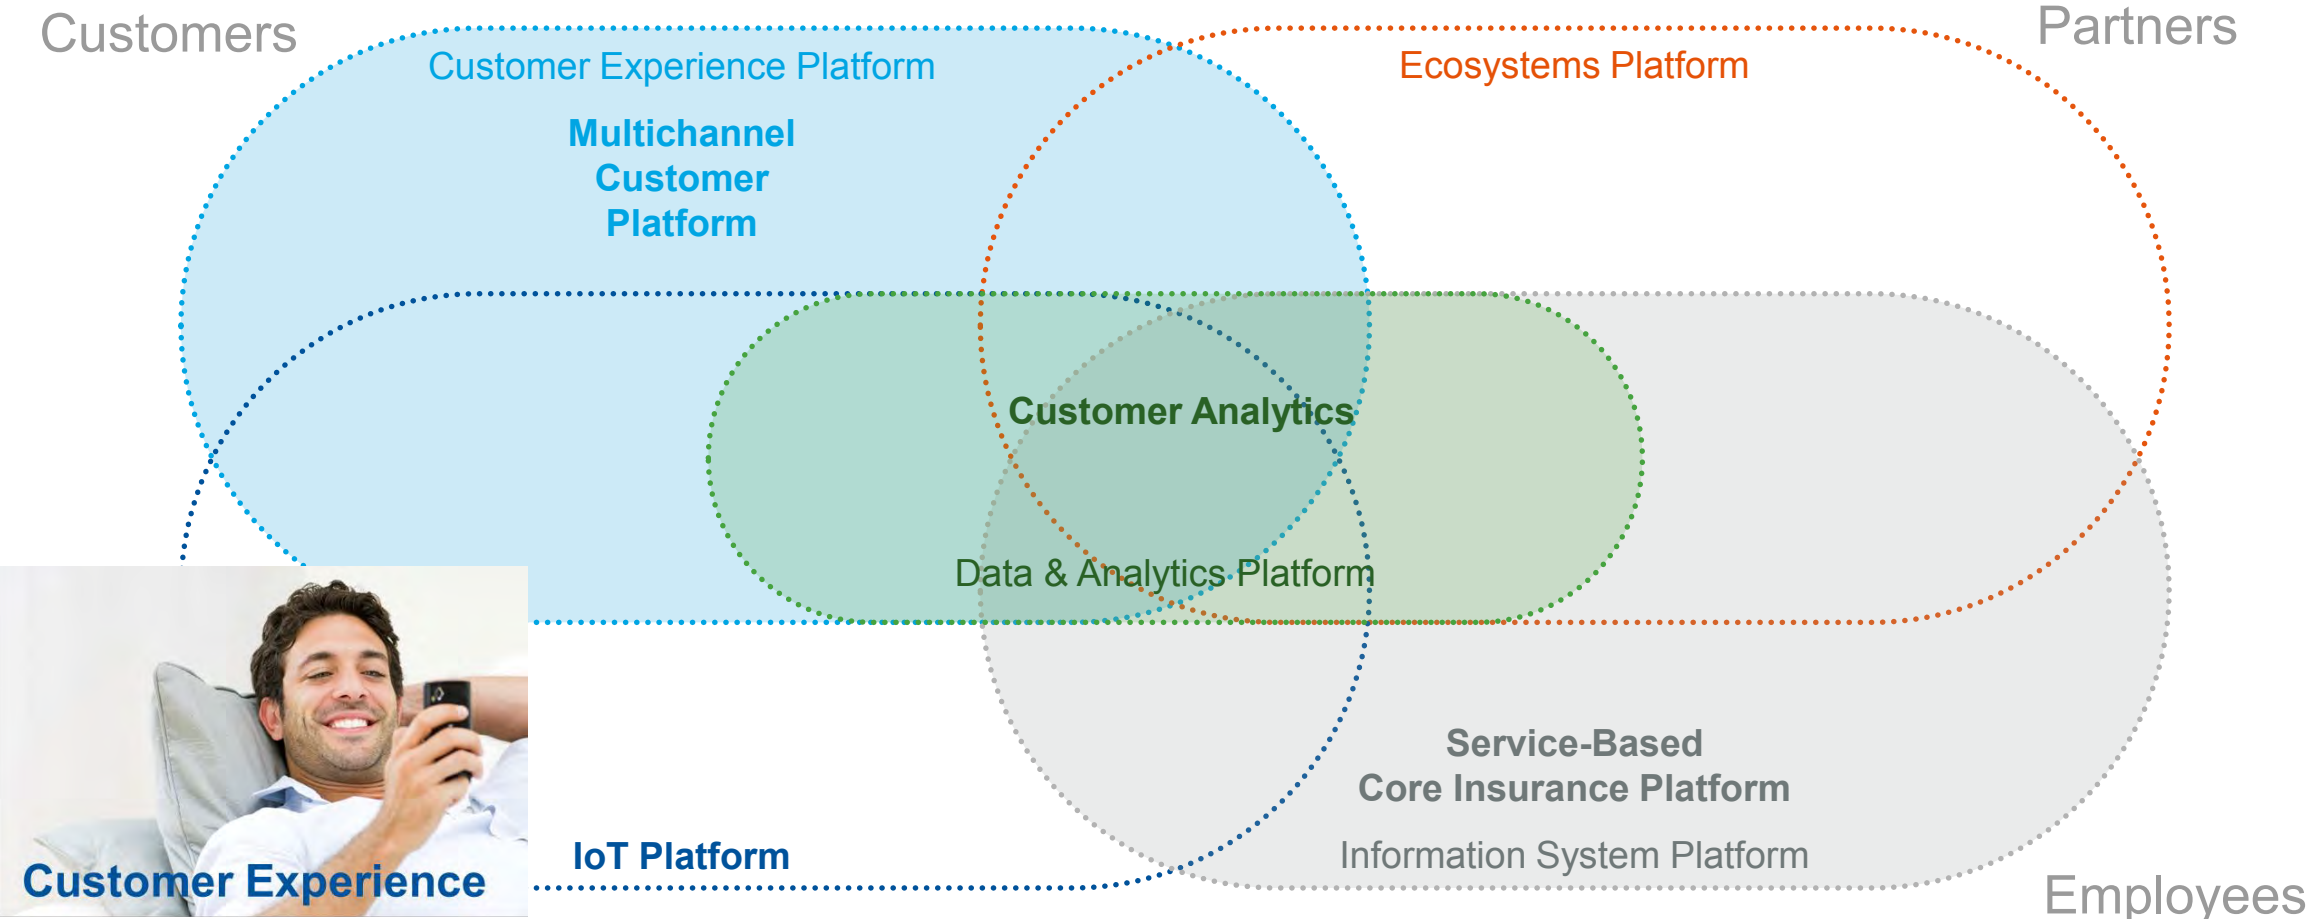 Customers
Partners
Customer Experience Platform
Ecosystems Platform
Multichannel
Customer
Platform
Customer Analytics
Data & Analytics Platform
Service-Based
Core Insurance Platform
IoT Platform
Information System Platform
Customer Experience
Employees